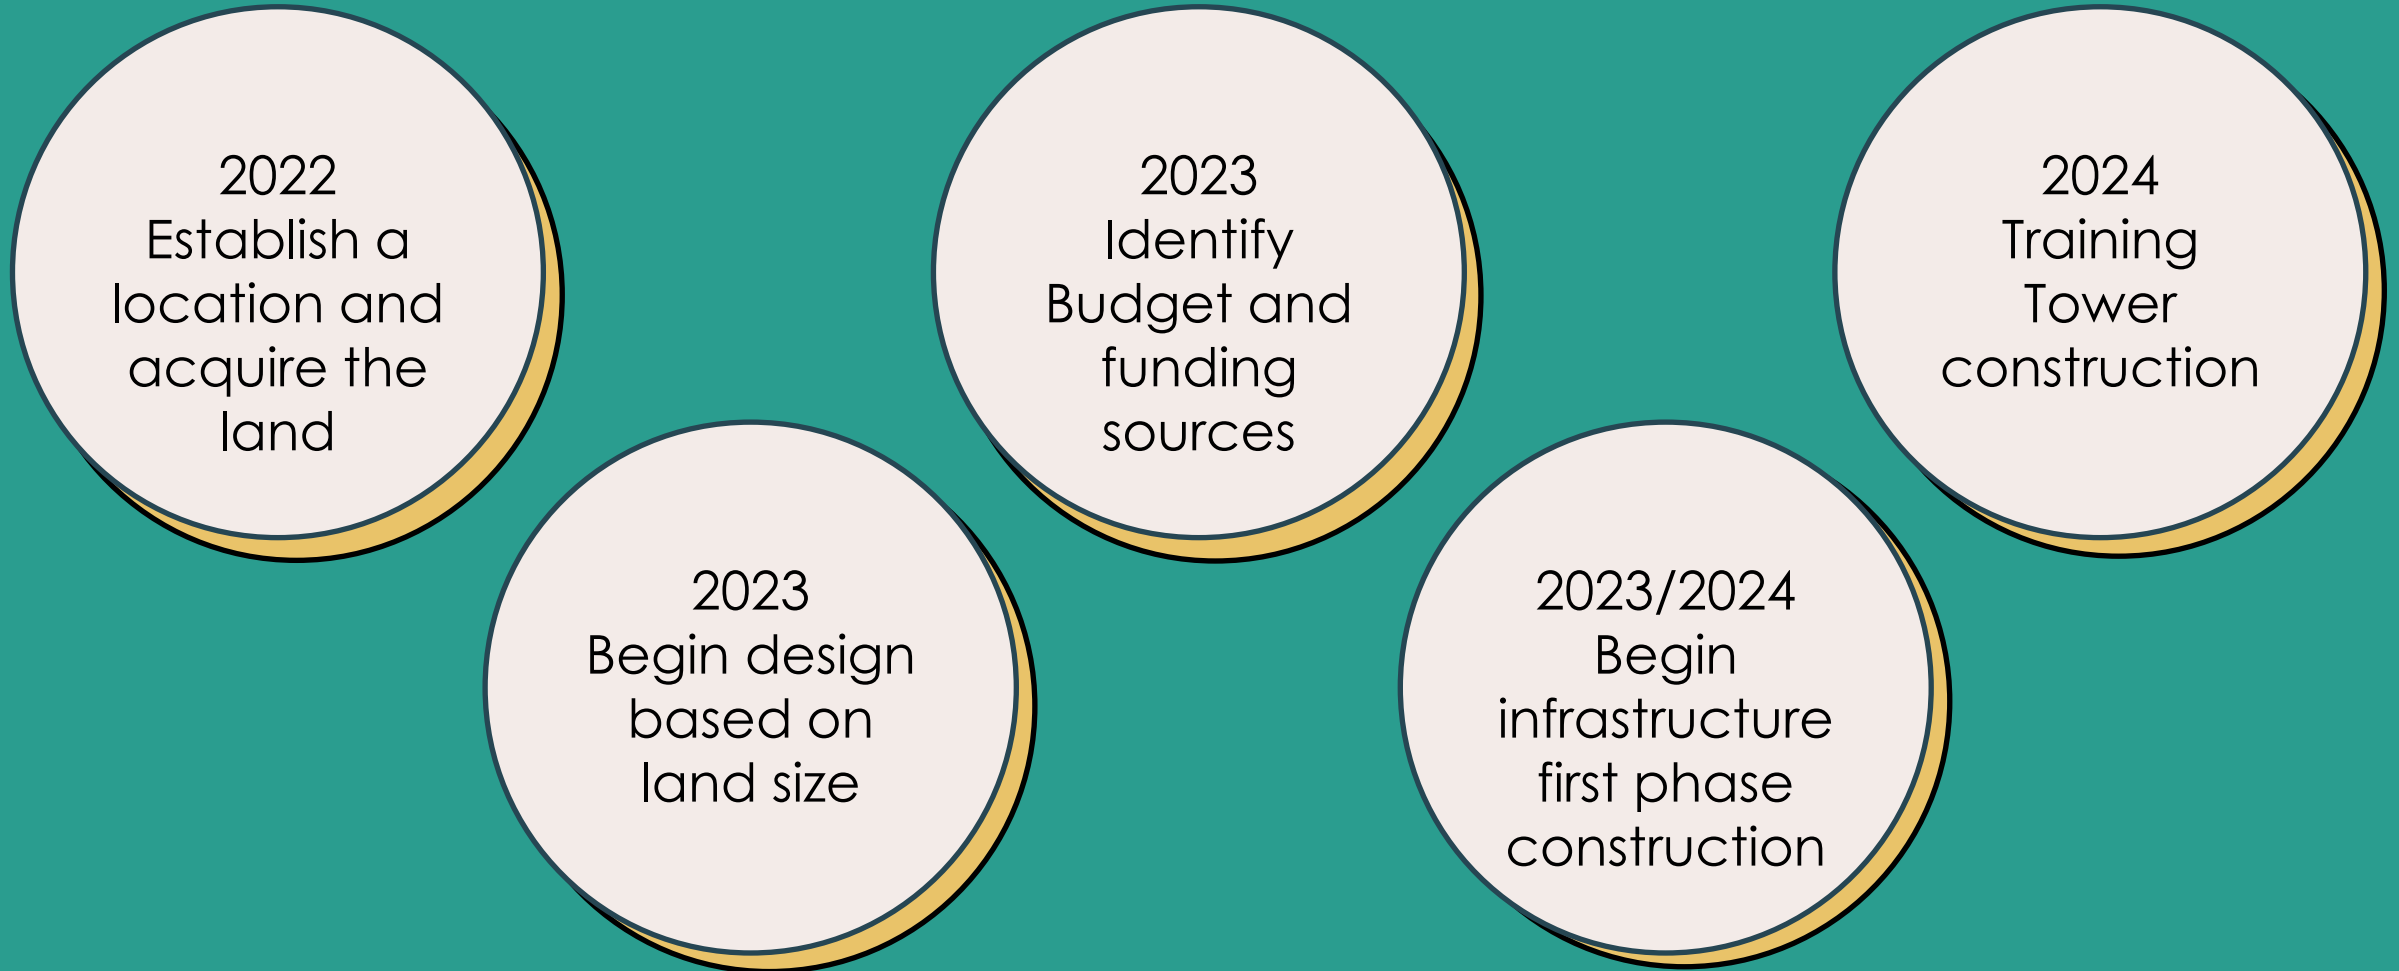 2022
Establish a
location and
acquire the
land
2023
Begin design
based on
land size
2023
Identify
Budget and
funding
sources
2023/2024
Begin
infrastructure
first phase
construction
2024
Training
Tower
construction